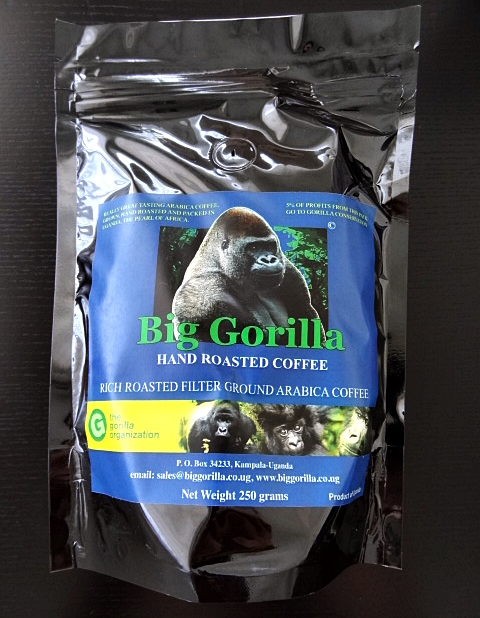 REALLY GREAT TASTING ARABICA COFFEE,
GROWN, HAND ROASTED AND PACKED IN
UGANDA, THE PEARL OF AFRICA.
5% OF PROFITS FROM THIS PACK
GO TO GORILLA CONSERVATION
©
Big Gorilla
HAND ROASTED COFFEE
RICH ROASTED FILTER GROUND ARABICA COFFEE
G
the
gorilla
organization
P. O. Box 34233, Kampala-Uganda
email: sales@biggorilla.co.ug, www.biggorilla.co.ug
Net Weight 250 grams
Product of